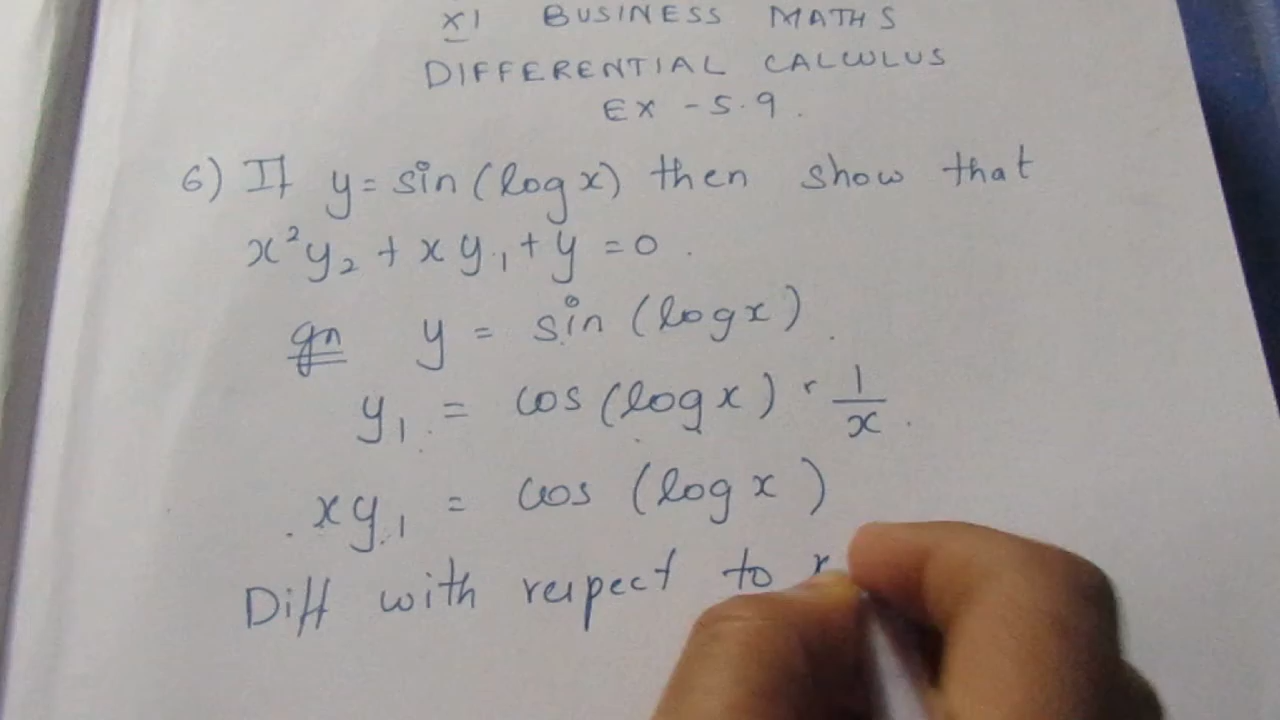 XI BUSINESS MATHS
DIFFERENTIAL CALCULUS
EX - 5.9.
6) If y = sin (log x) then show that
x²y₂ + xy₁ + y = 0.
gn y = sin (log x)
y₁ = cos (log x) · 1/x.
xy₁ = cos (log x)
Diff with respect to